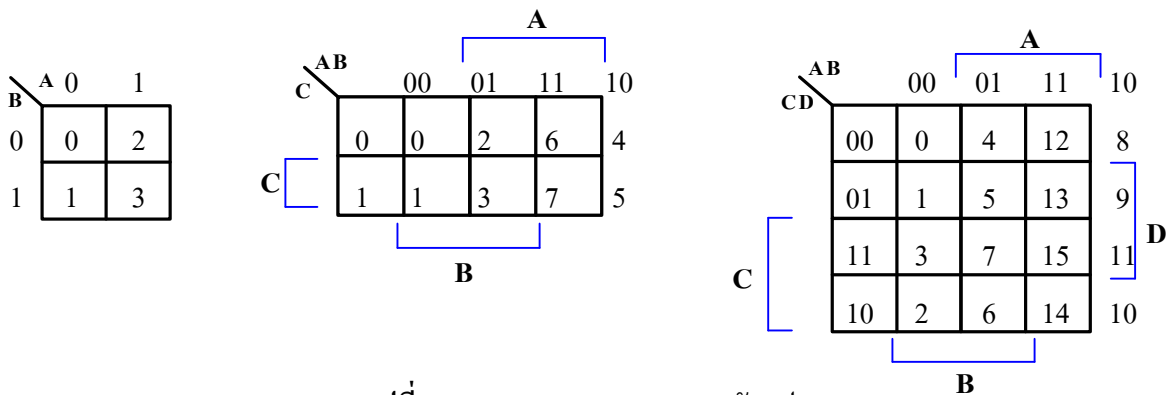 A 0 1
B
0 0 2
1 1 3
A
AB 00 01 11 10
C
0 0 2 6 4
C 1 1 3 7 5
B
A
AB 00 01 11 10
CD
00 0 4 12 8
01 1 5 13 9
D
11 3 7 15 11
C
10 2 6 14 10
B